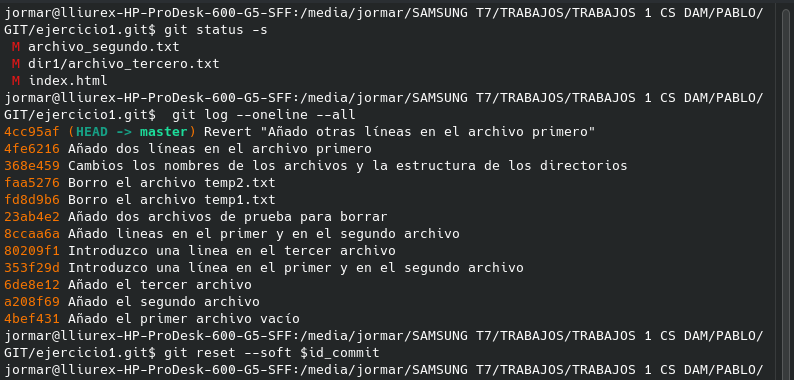 jormar@lliurex-HP-ProDesk-600-G5-SFF:/media/jormar/SAMSUNG T7/TRABAJOS/TRABAJOS 1 CS DAM/PABLO/
GIT/ejercicio1.git$ git status -s
 M archivo_segundo.txt
 M dir1/archivo_tercero.txt
 M index.html
jormar@lliurex-HP-ProDesk-600-G5-SFF:/media/jormar/SAMSUNG T7/TRABAJOS/TRABAJOS 1 CS DAM/PABLO/
GIT/ejercicio1.git$  git log --oneline --all
4cc95af (HEAD -> master) Revert "Añado otras líneas en el archivo primero"
4fe6216 Añado dos líneas en el archivo primero
368e459 Cambios los nombres de los archivos y la estructura de los directorios
faa5276 Borro el archivo temp2.txt
fd8d9b6 Borro el archivo temp1.txt
23ab4e2 Añado dos archivos de prueba para borrar
8ccaa6a Añado lineas en el primer y en el segundo archivo
80209f1 Introduzco una linea en el tercer archivo
353f29d Introduzco una línea en el primer y en el segundo archivo
6de8e12 Añado el tercer archivo
a208f69 Añado el segundo archivo
4bef431 Añado el primer archivo vacío
jormar@lliurex-HP-ProDesk-600-G5-SFF:/media/jormar/SAMSUNG T7/TRABAJOS/TRABAJOS 1 CS DAM/PABLO/
GIT/ejercicio1.git$ git reset --soft $id_commit
jormar@lliurex-HP-ProDesk-600-G5-SFF:/media/jormar/SAMSUNG T7/TRABAJOS/TRABAJOS 1 CS DAM/PABLO/